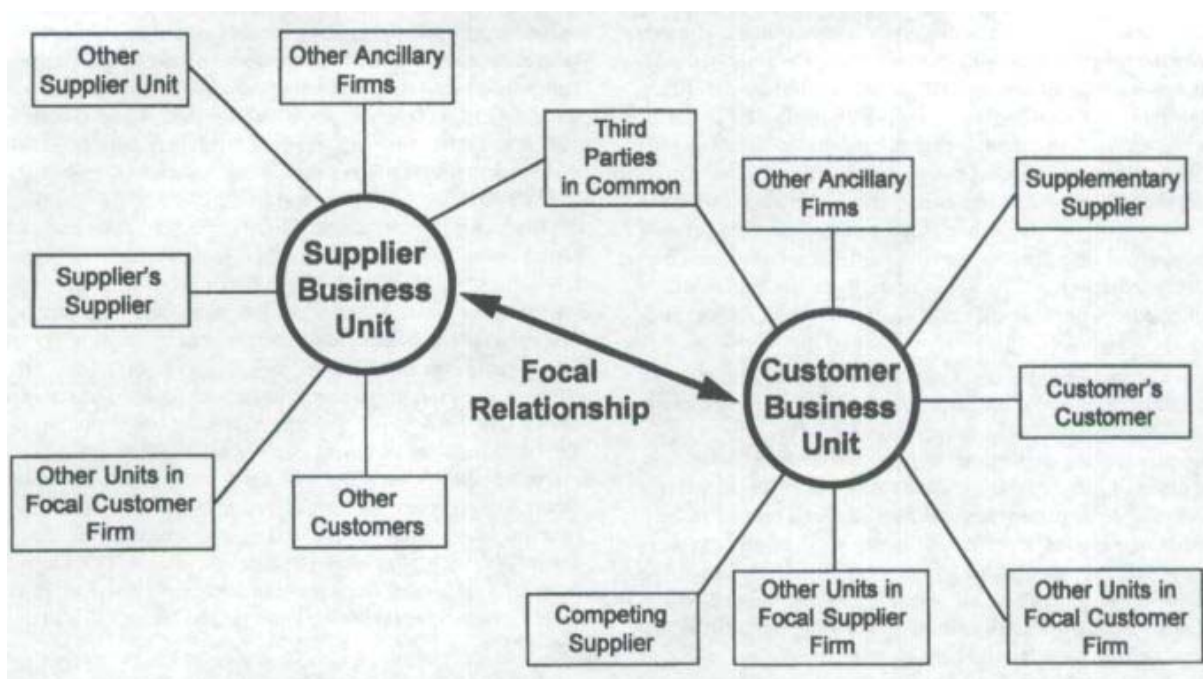 Other
Supplier Unit
Other Ancillary
Firms
Third
Parties
in Common
Other Ancillary
Firms
Supplementary
Supplier
Supplier
Business
Unit
Supplier's
Supplier
Focal
Relationship
Customer
Business
Unit
Customer's
Customer
Other Units in
Focal Customer
Firm
Other
Customers
Competing
Supplier
Other Units in
Focal Supplier
Firm
Other Units in
Focal Customer
Firm